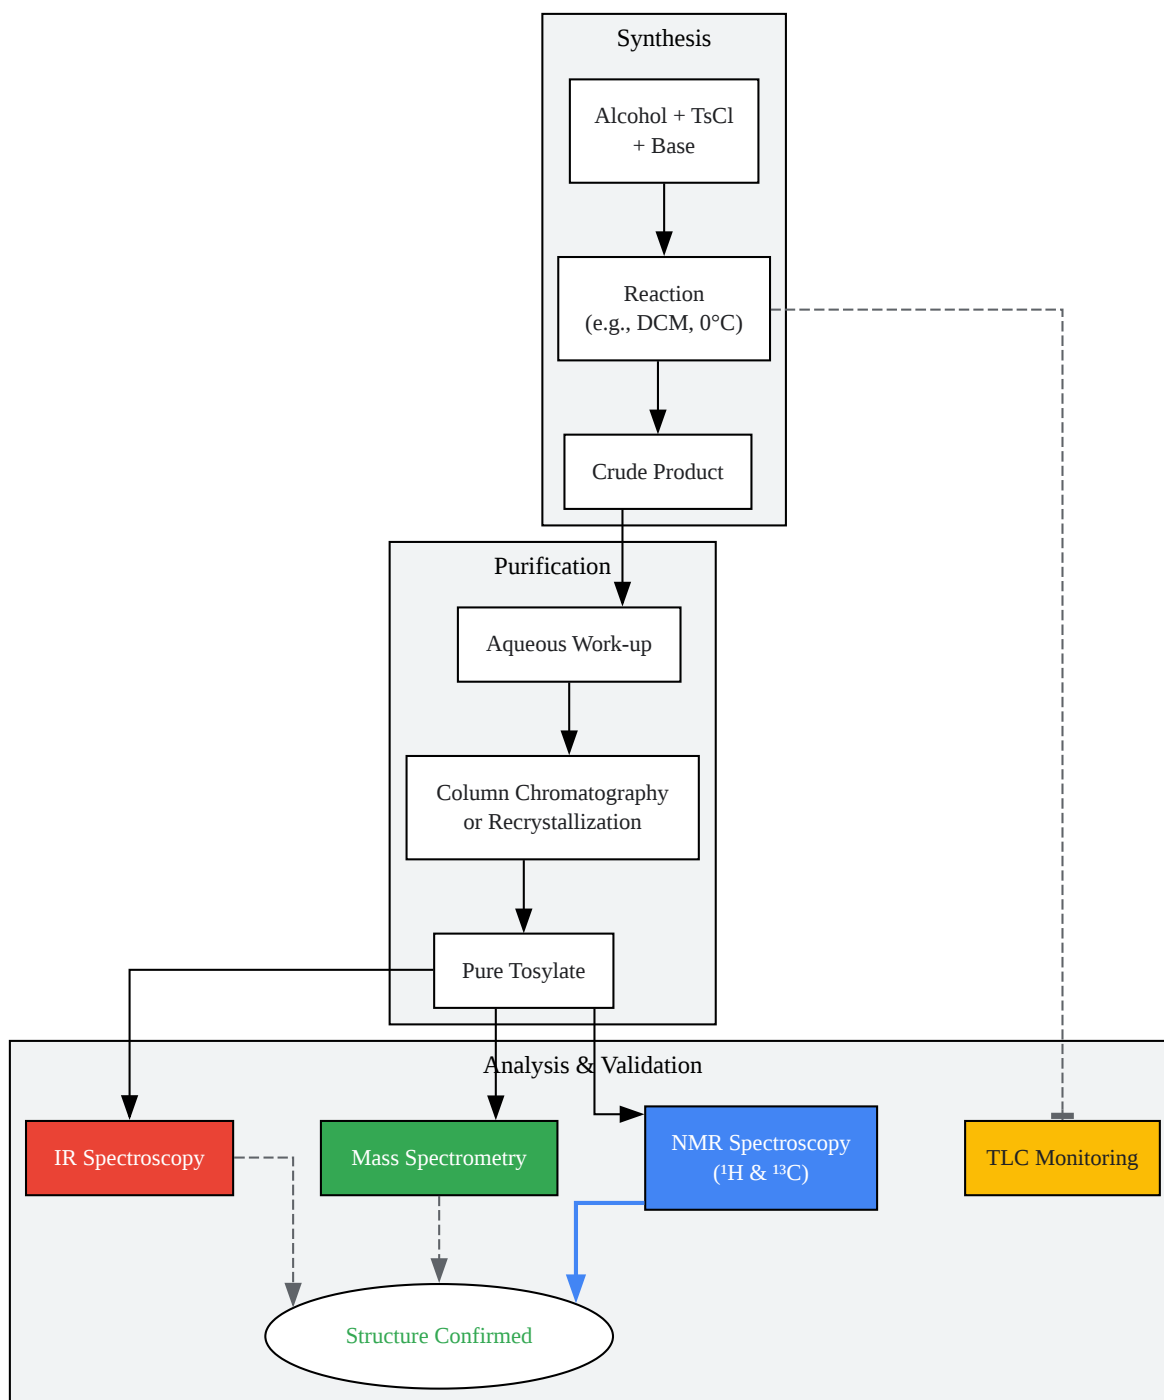 Synthesis
Alcohol + TsCl
+ Base
Reaction
(e.g., DCM, 0°C)
Crude Product
Purification
Aqueous Work-up
Column Chromatography
or Recrystallization
Pure Tosylate
Analysis & Validation
IR Spectroscopy
Mass Spectrometry
NMR Spectroscopy
(¹H & ¹³C)
TLC Monitoring
Structure Confirmed